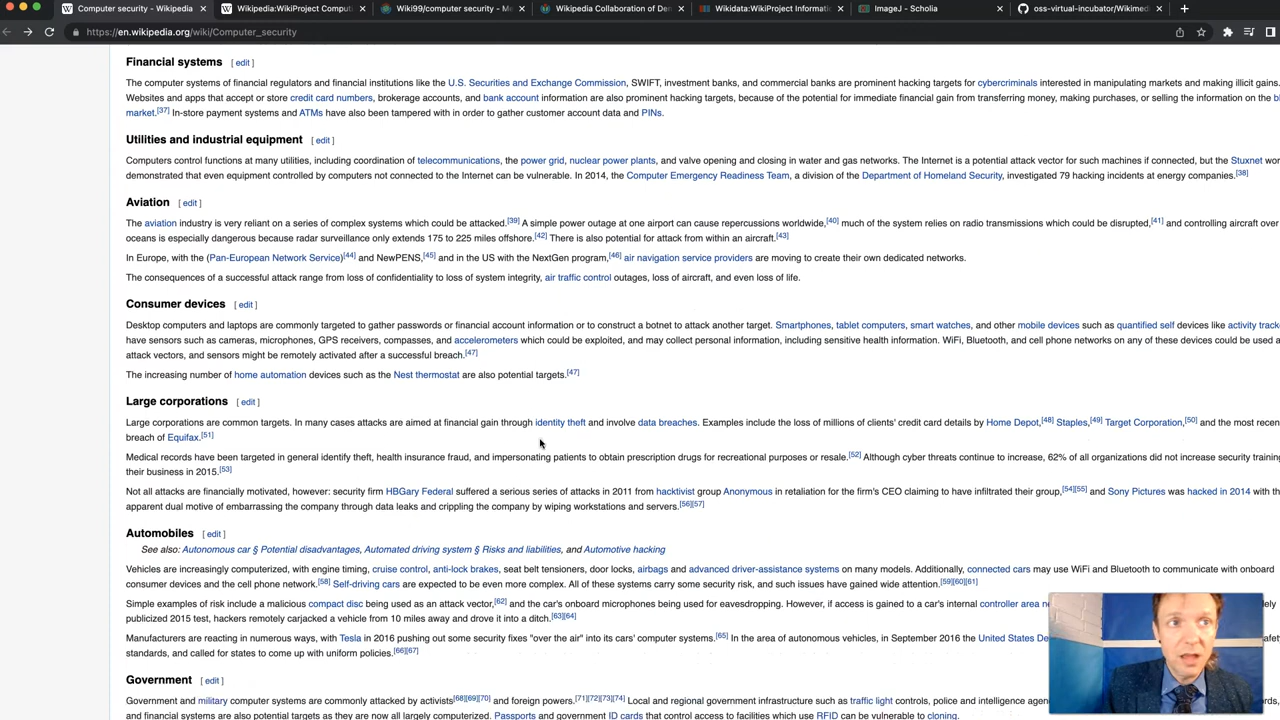 Computer security - Wikipedia
Wikipedia:WikiProject Computi
Wiki99/computer security - Me
Wikipedia Collaboration of Den
Wikidata:WikiProject Informati
ImageJ - Scholia
oss-virtual-incubator/Wikimed
https://en.wikipedia.org/wiki/Computer_security
Financial systems [ edit ]
The computer systems of financial regulators and financial institutions like the U.S. Securities and Exchange Commission, SWIFT, investment banks, and commercial banks are prominent hacking targets for cybercriminals interested in manipulating markets and making illicit gains.
Websites and apps that accept or store credit card numbers, brokerage accounts, and bank account information are also prominent hacking targets, because of the potential for immediate financial gain from transferring money, making purchases, or selling the information on the bl
market.[37] In-store payment systems and ATMs have also been tampered with in order to gather customer account data and PINs.
Utilities and industrial equipment [ edit ]
Computers control functions at many utilities, including coordination of telecommunications, the power grid, nuclear power plants, and valve opening and closing in water and gas networks. The Internet is a potential attack vector for such machines if connected, but the Stuxnet wor
demonstrated that even equipment controlled by computers not connected to the Internet can be vulnerable. In 2014, the Computer Emergency Readiness Team, a division of the Department of Homeland Security, investigated 79 hacking incidents at energy companies.[38]
Aviation [ edit ]
The aviation industry is very reliant on a series of complex systems which could be attacked.[39] A simple power outage at one airport can cause repercussions worldwide,[40] much of the system relies on radio transmissions which could be disrupted,[41] and controlling aircraft over
oceans is especially dangerous because radar surveillance only extends 175 to 225 miles offshore.[42] There is also potential for attack from within an aircraft.[43]
In Europe, with the (Pan-European Network Service)[44] and NewPENS,[45] and in the US with the NextGen program,[46] air navigation service providers are moving to create their own dedicated networks.
The consequences of a successful attack range from loss of confidentiality to loss of system integrity, air traffic control outages, loss of aircraft, and even loss of life.
Consumer devices [ edit ]
Desktop computers and laptops are commonly targeted to gather passwords or financial account information or to construct a botnet to attack another target. Smartphones, tablet computers, smart watches, and other mobile devices such as quantified self devices like activity track
have sensors such as cameras, microphones, GPS receivers, compasses, and accelerometers which could be exploited, and may collect personal information, including sensitive health information. WiFi, Bluetooth, and cell phone networks on any of these devices could be used a
attack vectors, and sensors might be remotely activated after a successful breach.[47]
The increasing number of home automation devices such as the Nest thermostat are also potential targets.[47]
Large corporations [ edit ]
Large corporations are common targets. In many cases attacks are aimed at financial gain through identity theft and involve data breaches. Examples include the loss of millions of clients' credit card details by Home Depot,[48] Staples,[49] Target Corporation,[50] and the most recen
breach of Equifax.[51]
Medical records have been targeted in general identify theft, health insurance fraud, and impersonating patients to obtain prescription drugs for recreational purposes or resale.[52] Although cyber threats continue to increase, 62% of all organizations did not increase security training
their business in 2015.[53]
Not all attacks are financially motivated, however: security firm HBGary Federal suffered a serious series of attacks in 2011 from hacktivist group Anonymous in retaliation for the firm's CEO claiming to have infiltrated their group,[54][55] and Sony Pictures was hacked in 2014 with th
apparent dual motive of embarrassing the company through data leaks and crippling the company by wiping workstations and servers.[56][57]
Automobiles [ edit ]
See also: Autonomous car § Potential disadvantages, Automated driving system § Risks and liabilities, and Automotive hacking
Vehicles are increasingly computerized, with engine timing, cruise control, anti-lock brakes, seat belt tensioners, door locks, airbags and advanced driver-assistance systems on many models. Additionally, connected cars may use WiFi and Bluetooth to communicate with onboard
consumer devices and the cell phone network.[58] Self-driving cars are expected to be even more complex. All of these systems carry some security risk, and such issues have gained wide attention.[59][60][61]
Simple examples of risk include a malicious compact disc being used as an attack vector,[62] and the car's onboard microphones being used for eavesdropping. However, if access is gained to a car's internal controller area ne
publicized 2015 test, hackers remotely carjacked a vehicle from 10 miles away and drove it into a ditch.[63][64]
Manufacturers are reacting in numerous ways, with Tesla in 2016 pushing out some security fixes "over the air" into its cars' computer systems.[65] In the area of autonomous vehicles, in September 2016 the United States De
standards, and called for states to come up with uniform policies.[66][67]
Government [ edit ]
Government and military computer systems are commonly attacked by activists[68][69][70] and foreign powers.[71][72][73][74] Local and regional government infrastructure such as traffic light controls, police and intelligence agen
and financial systems are also potential targets as they are now all largely computerized. Passports and government ID cards that control access to facilities which use RFID can be vulnerable to cloning.